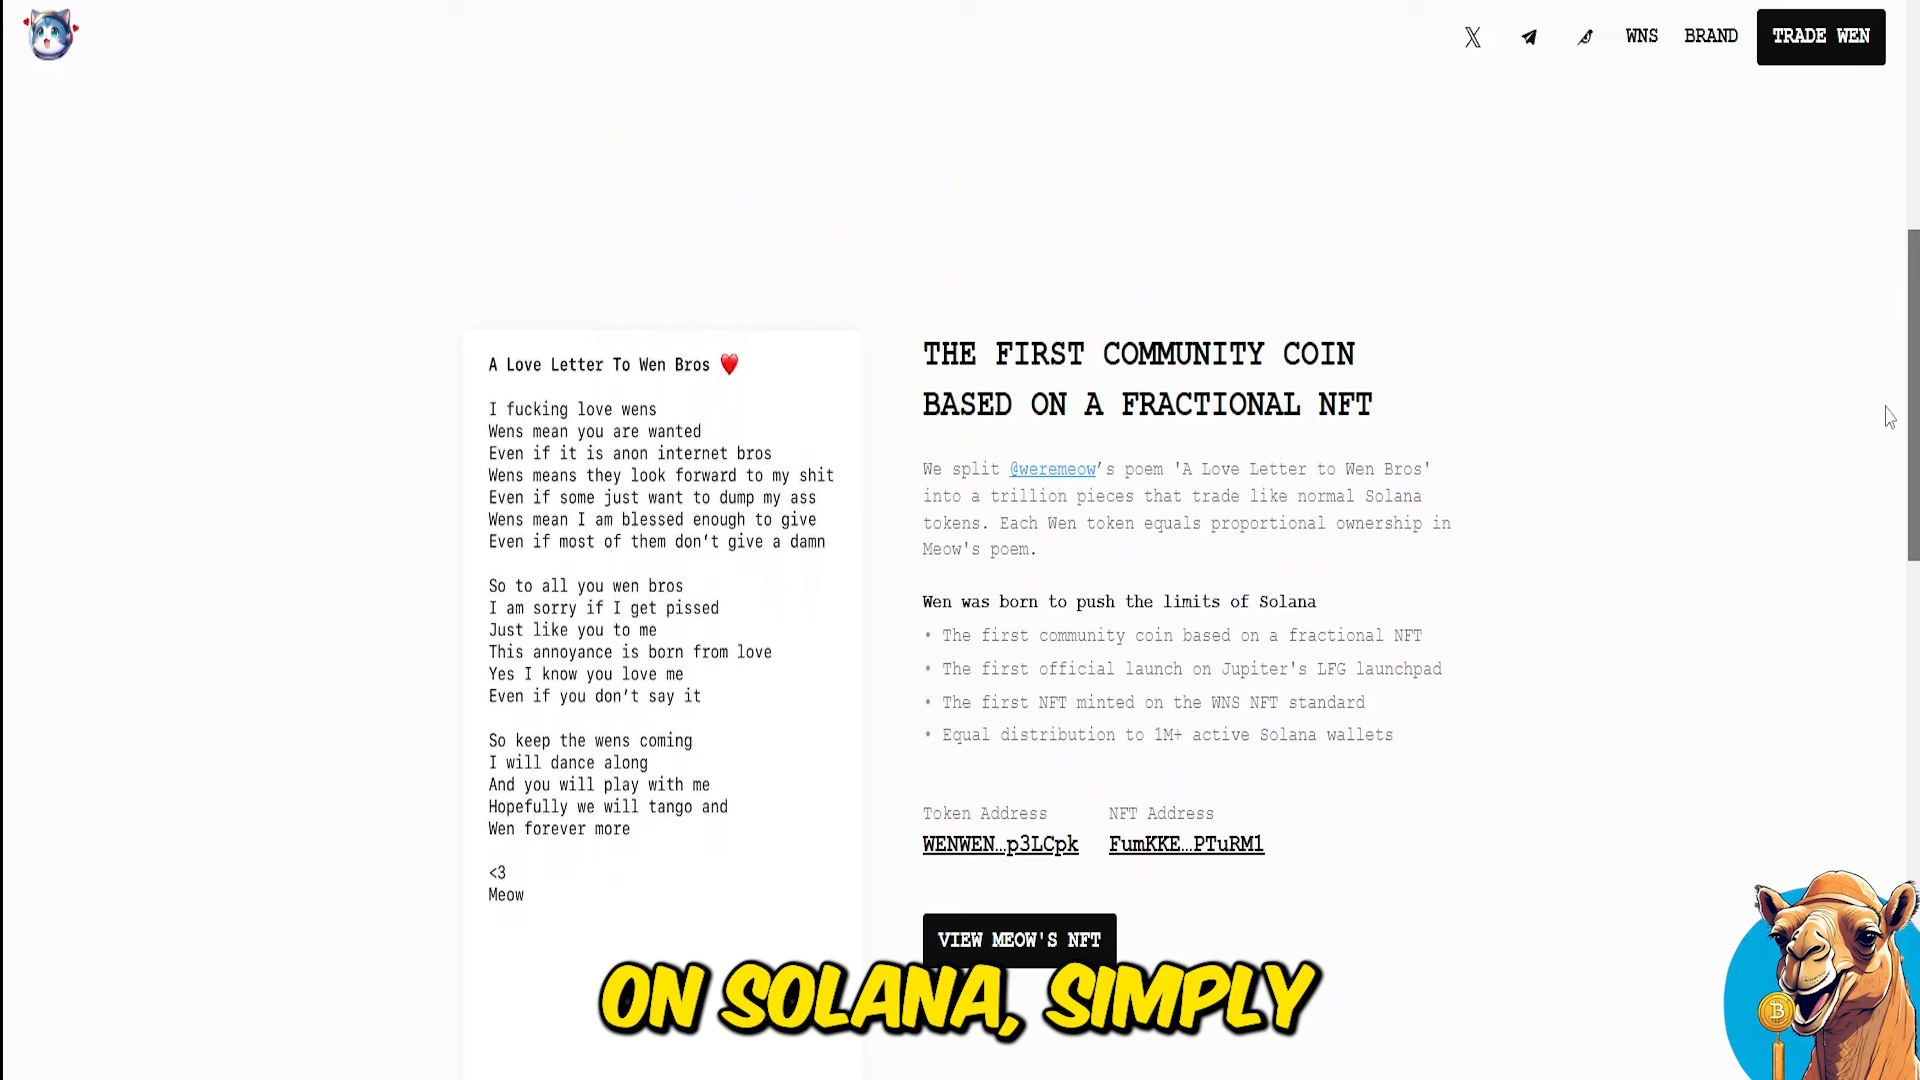 WNS
BRAND
TRADE WEN
A Love Letter To Wen Bros ❤️
I fucking love wens
Wens mean you are wanted
Even if it is anon internet bros
Wens means they look forward to my shit
Even if some just want to dump my ass
Wens mean I am blessed enough to give
Even if most of them don’t give a damn
So to all you wen bros
I am sorry if I get pissed
Just like you to me
This annoyance is born from love
Yes I know you love me
Even if you don’t say it
So keep the wens coming
I will dance along
And you will play with me
Hopefully we will tango and
Wen forever more
<3
Meow
THE FIRST COMMUNITY COIN
BASED ON A FRACTIONAL NFT
We split @weremeow’s poem 'A Love Letter to Wen Bros'
into a trillion pieces that trade like normal Solana
tokens. Each Wen token equals proportional ownership in
Meow's poem.
Wen was born to push the limits of Solana
• The first community coin based on a fractional NFT
• The first official launch on Jupiter's LFG launchpad
• The first NFT minted on the WNS NFT standard
• Equal distribution to 1M+ active Solana wallets
Token Address
WENWEN…p3LCpk
NFT Address
FumKKE…PTuRM1
VIEW MEOW'S NFT
ON SOLANA, SIMPLY